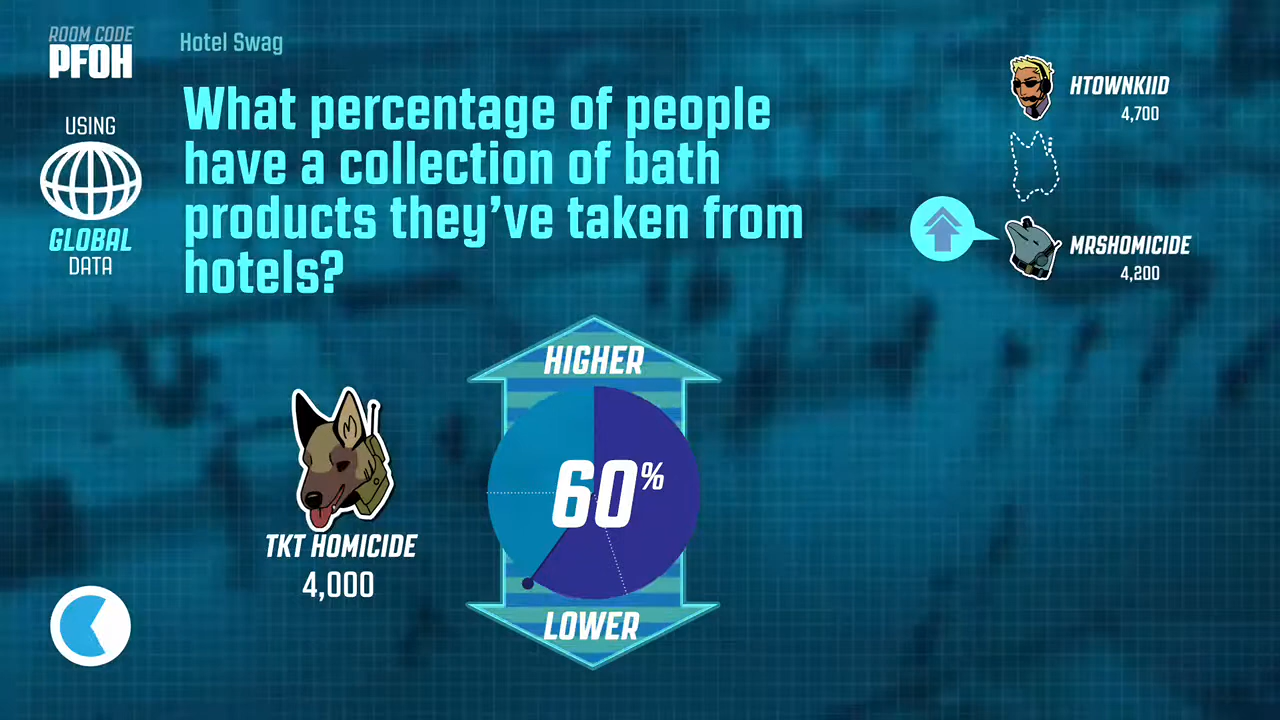 ROOM CODE
PFOH
Hotel Swag
What percentage of people
have a collection of bath
products they've taken from
hotels?
USING
GLOBAL
DATA
HTOWNKIID
4,700
MRSHOMICIDE
4,200
HIGHER
60%
LOWER
TKT HOMICIDE
4,000